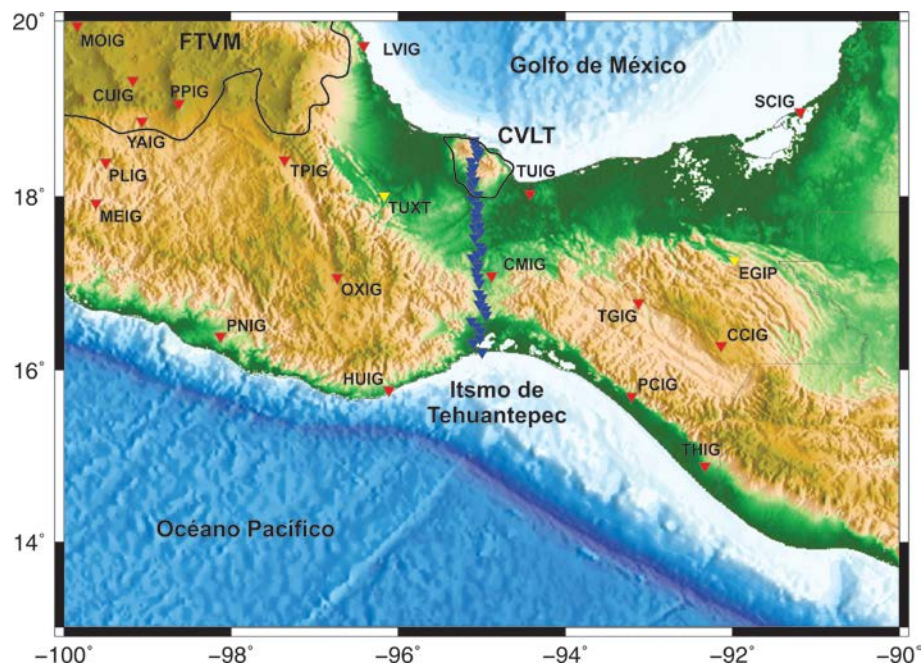 20°
MOIG
FTVM
LVIG
Golfo de México
CUIG
PPIG
SCIG
YAIG
CVLT
PLIG
TPIG
TUIG
18°
MEIG
TUXT
CMIG
EGIP
OXIG
TGIG
PNIG
CCIG
16°
HUIG
Itsmo de
Tehuantepec
PCIG
THIG
Océano Pacífico
14°
−100°
−98°
−96°
−94°
−92°
−90°